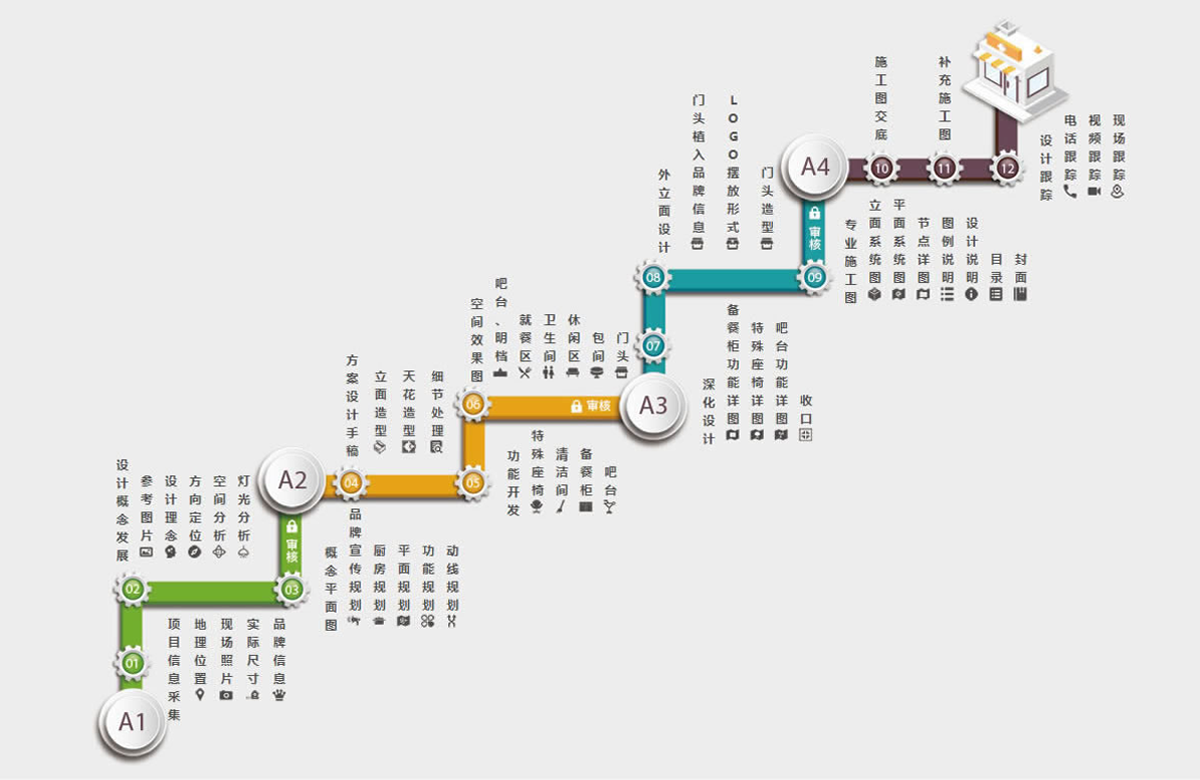 A1
01
项目信息采集
地理位置
现场照片
实际尺寸
品牌信息
02
设计概念发展
参考图片
设计理念
方向定位
空间分析
灯光分析
03
概念平面图
品牌宣传规划
厨房规划
平面规划
功能规划
动线规划
审核
A2
04
方案设计手稿
立面造型
天花造型
细节处理
05
功能开发
特殊座椅
清洁间
备餐柜
吧台
06
空间效果图
吧台、明档
就餐区
卫生间
休闲区
包间
门头
审核
A3
07
深化设计
备餐柜功能详图
特殊座椅详图
吧台功能详图
收口
08
外立面设计
门头植入品牌信息
LOGO摆放形式
门头造型
09
专业施工图
立面系统图
平面系统图
节点详图
图例说明
设计说明
目录
封面
审核
A4
10
施工图交底
11
补充施工图
12
设计跟踪
电话跟踪
视频跟踪
现场跟踪